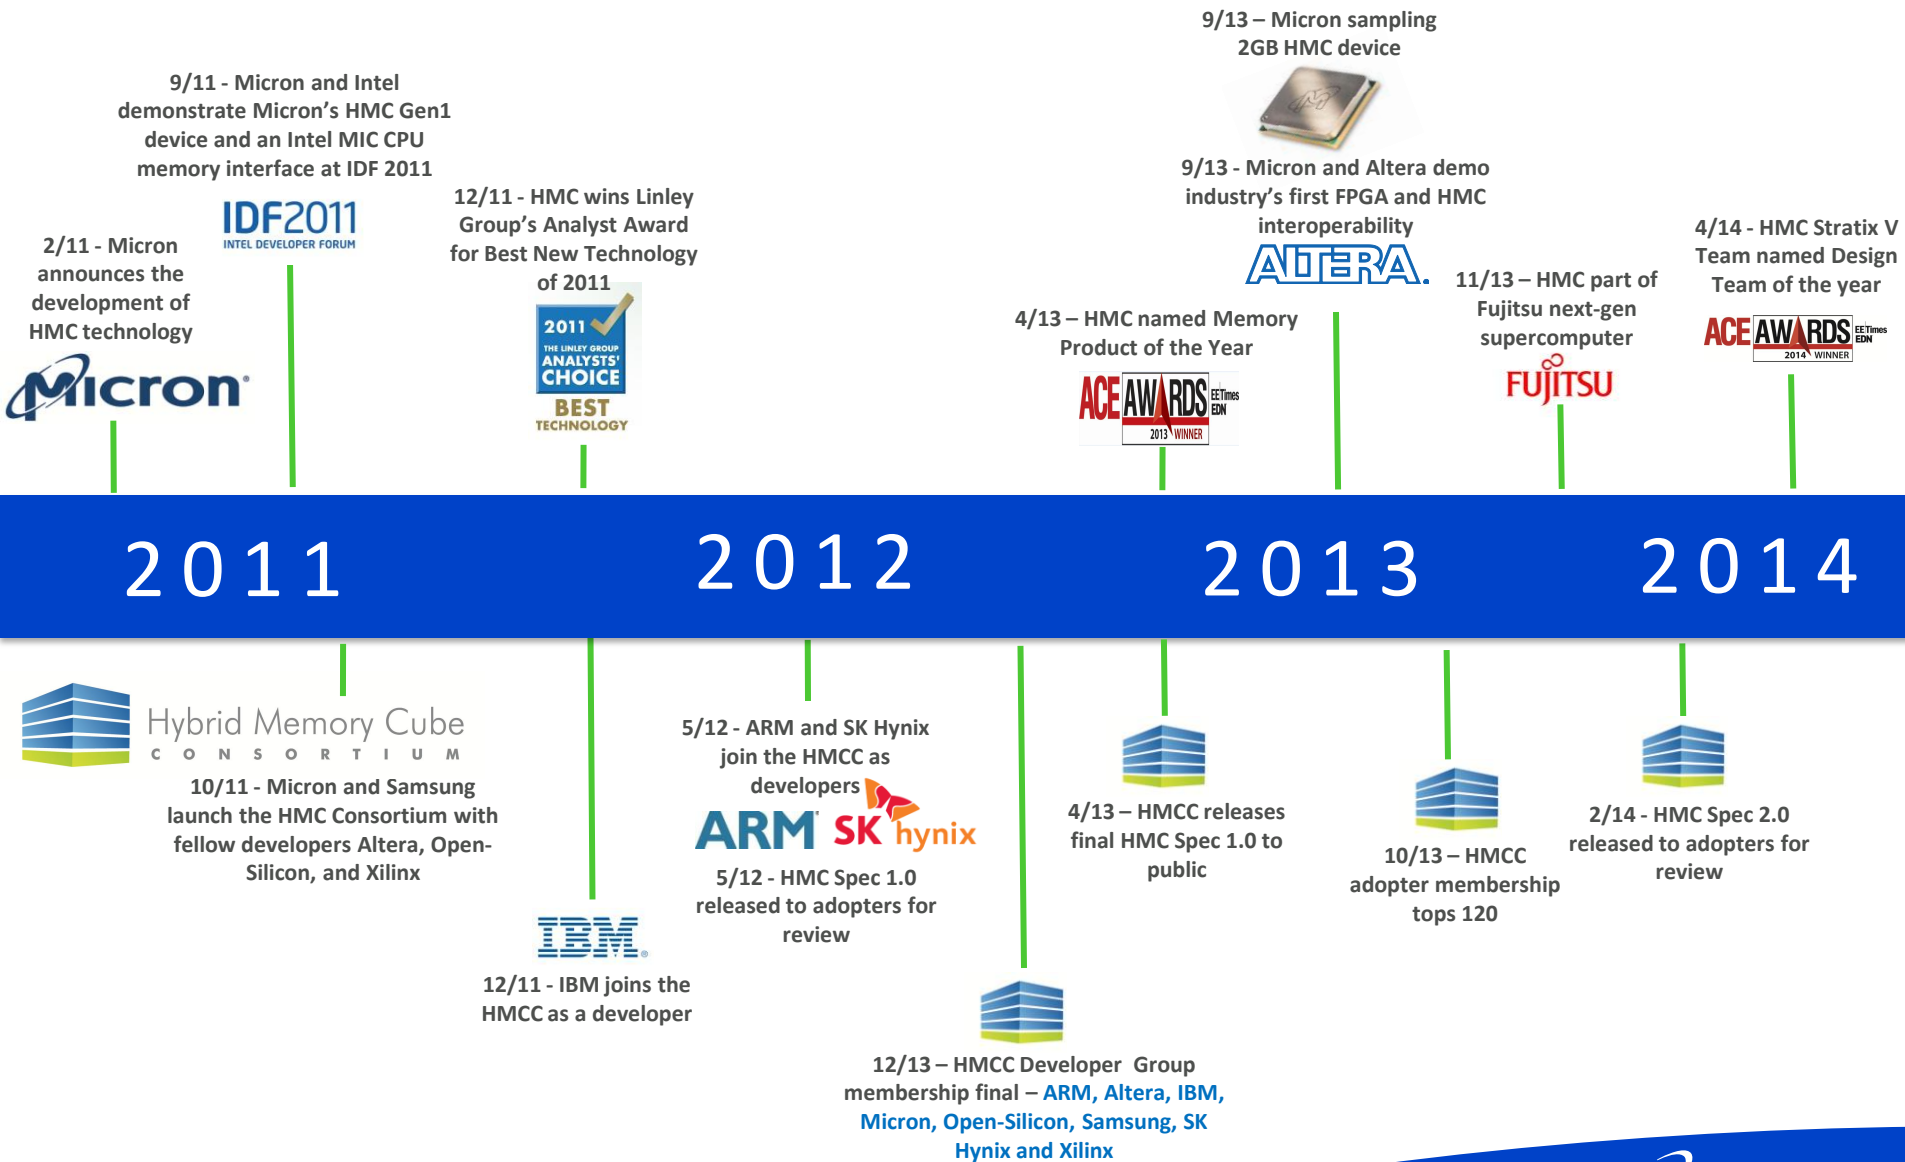 9/13 – Micron sampling
2GB HMC device
9/11 - Micron and Intel
demonstrate Micron's HMC Gen1
device and an Intel MIC CPU
memory interface at IDF 2011
IDF2011
INTEL DEVELOPER FORUM
9/13 - Micron and Altera demo
industry's first FPGA and HMC
interoperability
ALTERA.
12/11 - HMC wins Linley
Group's Analyst Award
for Best New Technology
of 2011
2011
THE LINLEY GROUP
ANALYSTS'
CHOICE
BEST
TECHNOLOGY
2/11 - Micron
announces the
development of
HMC technology
Micron®
4/13 – HMC named Memory
Product of the Year
ACE AWARDS EETimes
EDN
2013 WINNER
11/13 – HMC part of
Fujitsu next-gen
supercomputer
FUJITSU
4/14 - HMC Stratix V
Team named Design
Team of the year
ACE AWARDS EETimes
EDN
2014 WINNER
2011 2012 2013 2014
Hybrid Memory Cube
CONSORTIUM
10/11 - Micron and Samsung
launch the HMC Consortium with
fellow developers Altera, Open-
Silicon, and Xilinx
IBM®
12/11 - IBM joins the
HMCC as a developer
5/12 - ARM and SK Hynix
join the HMCC as
developers
ARM SK hynix
5/12 - HMC Spec 1.0
released to adopters for
review
12/13 – HMCC Developer Group
membership final – ARM, Altera, IBM,
Micron, Open-Silicon, Samsung, SK
Hynix and Xilinx
4/13 – HMCC releases
final HMC Spec 1.0 to
public
10/13 – HMCC
adopter membership
tops 120
2/14 - HMC Spec 2.0
released to adopters for
review